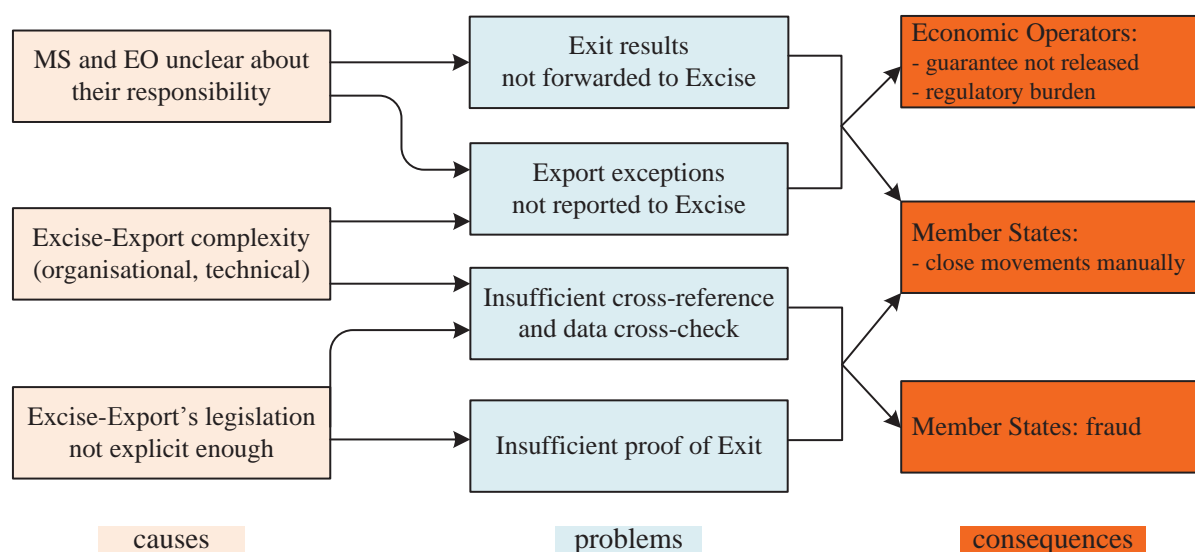 MS and EO unclear about
their responsibility
Excise-Export complexity
(organisational, technical)
Excise-Export’s legislation
not explicit enough
causes
Exit results
not forwarded to Excise
Export exceptions
not reported to Excise
Insufficient cross-reference
and data cross-check
Insufficient proof of Exit
problems
Economic Operators:
- guarantee not released
- regulatory burden
Member States:
- close movements manually
Member States: fraud
consequences